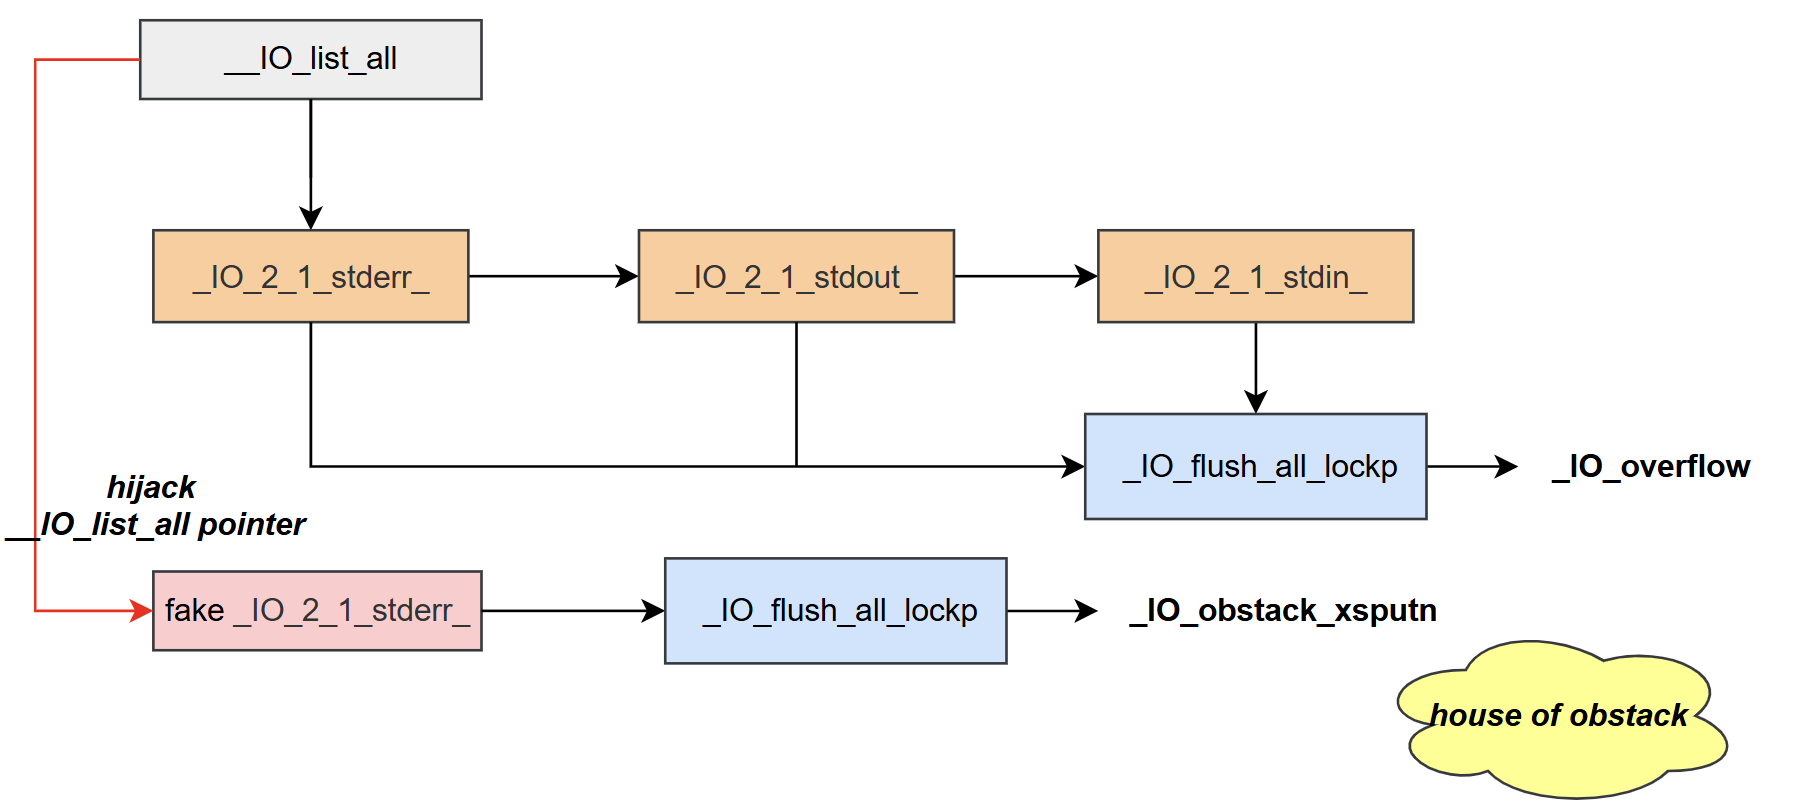 __IO_list_all
_IO_2_1_stderr_
_IO_2_1_stdout_
_IO_2_1_stdin_
_IO_flush_all_lockp
_IO_overflow
hijack
__IO_list_all pointer
fake _IO_2_1_stderr_
_IO_flush_all_lockp
_IO_obstack_xsputn
house of obstack